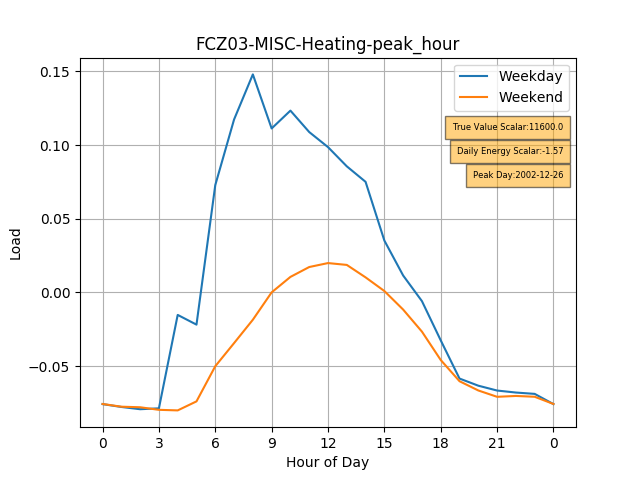 FCZ03-MISC-Heating-peak_hour
Weekday
Weekend
True Value Scalar:11600.0
Daily Energy Scalar:-1.57
Peak Day:2002-12-26
Load
0.15
0.10
0.05
0.00
−0.05
0 3 6 9 12 15 18 21 0
Hour of Day